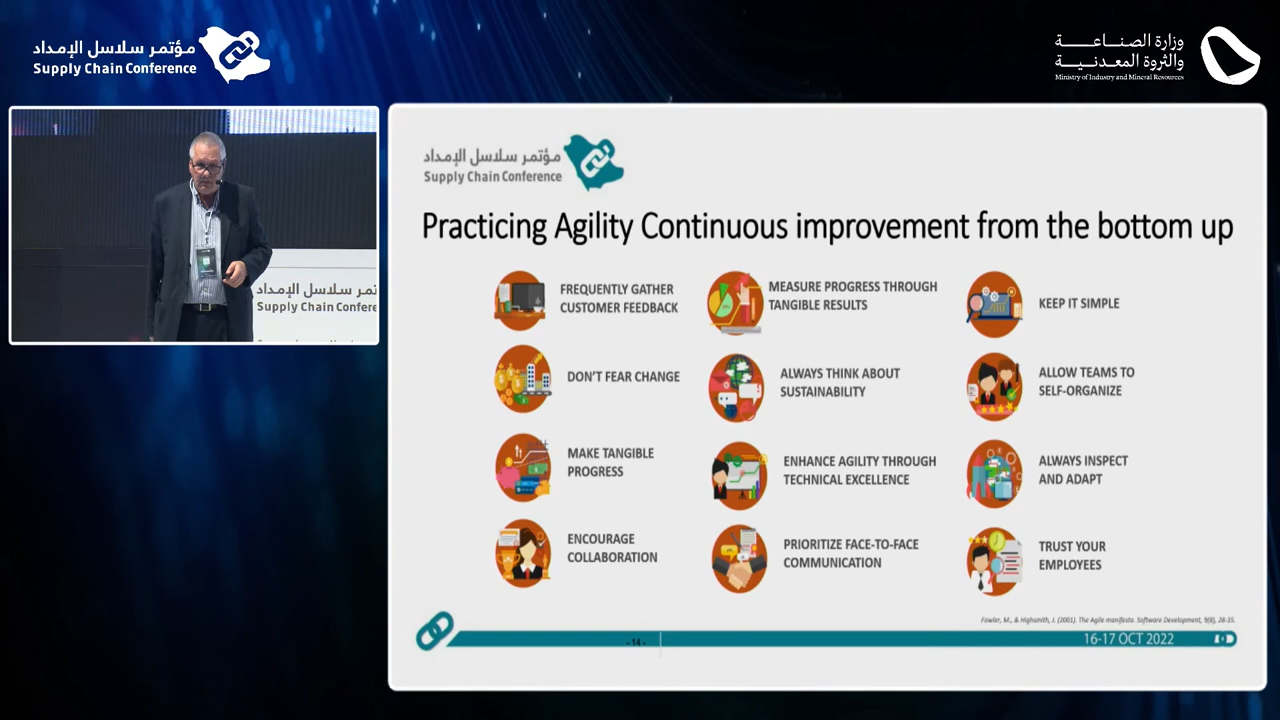 مؤتمر سلاسل الإمداد
Supply Chain Conference
وزارة الصناعة
والثروة المعدنية
Ministry of Industry and Mineral Resources
مؤتمر سلاسل الإمداد
Supply Chain Confere
مؤتمر سلاسل الإمداد
Supply Chain Conference
Practicing Agility Continuous improvement from the bottom up
FREQUENTLY GATHER
CUSTOMER FEEDBACK
MEASURE PROGRESS THROUGH
TANGIBLE RESULTS
KEEP IT SIMPLE
DON'T FEAR CHANGE
ALWAYS THINK ABOUT
SUSTAINABILITY
ALLOW TEAMS TO
SELF-ORGANIZE
MAKE TANGIBLE
PROGRESS
ENHANCE AGILITY THROUGH
TECHNICAL EXCELLENCE
ALWAYS INSPECT
AND ADAPT
ENCOURAGE
COLLABORATION
PRIORITIZE FACE-TO-FACE
COMMUNICATION
TRUST YOUR
EMPLOYEES
Fowler, M., & Highsmith, J. (2001). The Agile manifesto. Software Development, 9(8), 28-35.
- 14 -
16-17 OCT 2022